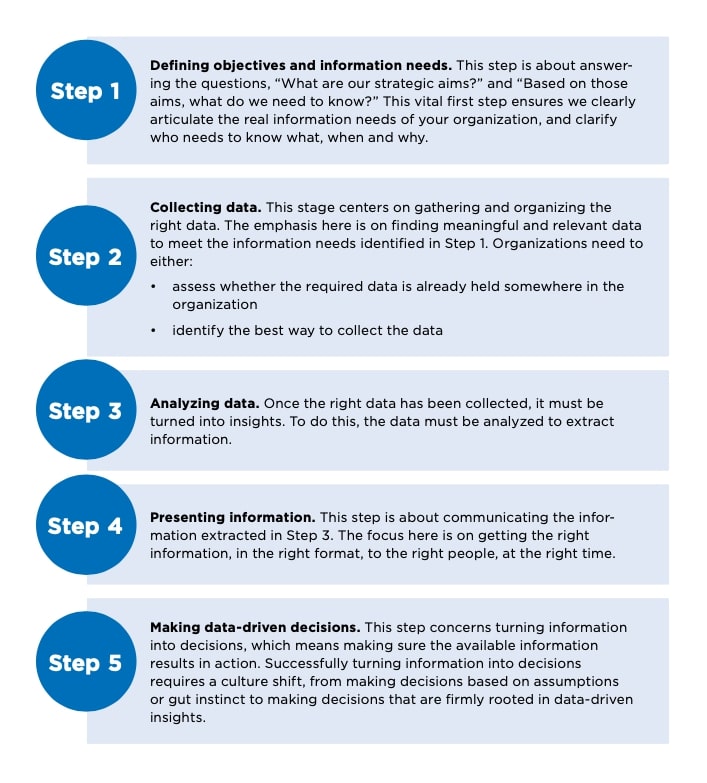 Step 1
Defining objectives and information needs. This step is about answer-
ing the questions, “What are our strategic aims?” and “Based on those
aims, what do we need to know?” This vital first step ensures we clearly
articulate the real information needs of your organization, and clarify
who needs to know what, when and why.
Step 2
Collecting data. This stage centers on gathering and organizing the
right data. The emphasis here is on finding meaningful and relevant data
to meet the information needs identified in Step 1. Organizations need to
either:
• assess whether the required data is already held somewhere in the
organization
• identify the best way to collect the data
Step 3
Analyzing data. Once the right data has been collected, it must be
turned into insights. To do this, the data must be analyzed to extract
information.
Step 4
Presenting information. This step is about communicating the infor-
mation extracted in Step 3. The focus here is on getting the right
information, in the right format, to the right people, at the right time.
Step 5
Making data-driven decisions. This step concerns turning information
into decisions, which means making sure the available information
results in action. Successfully turning information into decisions
requires a culture shift, from making decisions based on assumptions
or gut instinct to making decisions that are firmly rooted in data-driven
insights.